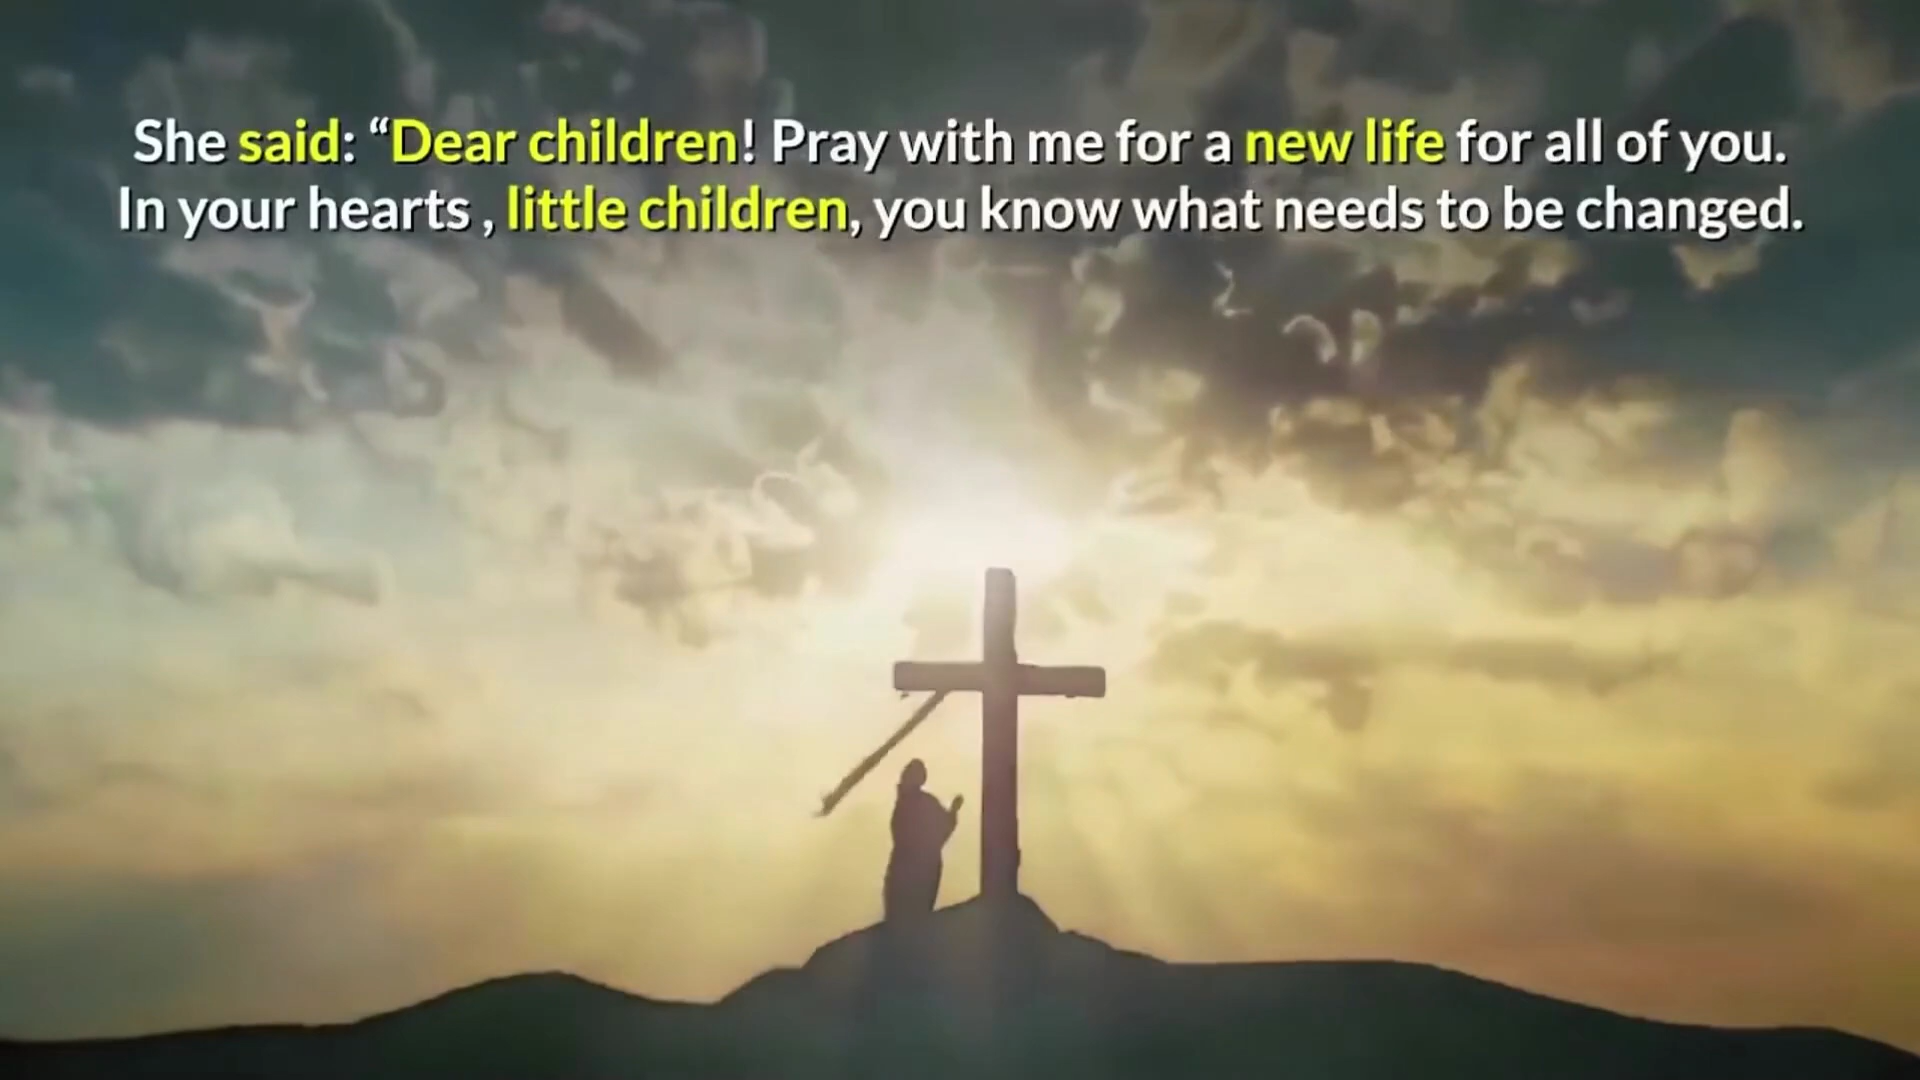 She said: “Dear children! Pray with me for a new life for all of you.
In your hearts , little children, you know what needs to be changed.